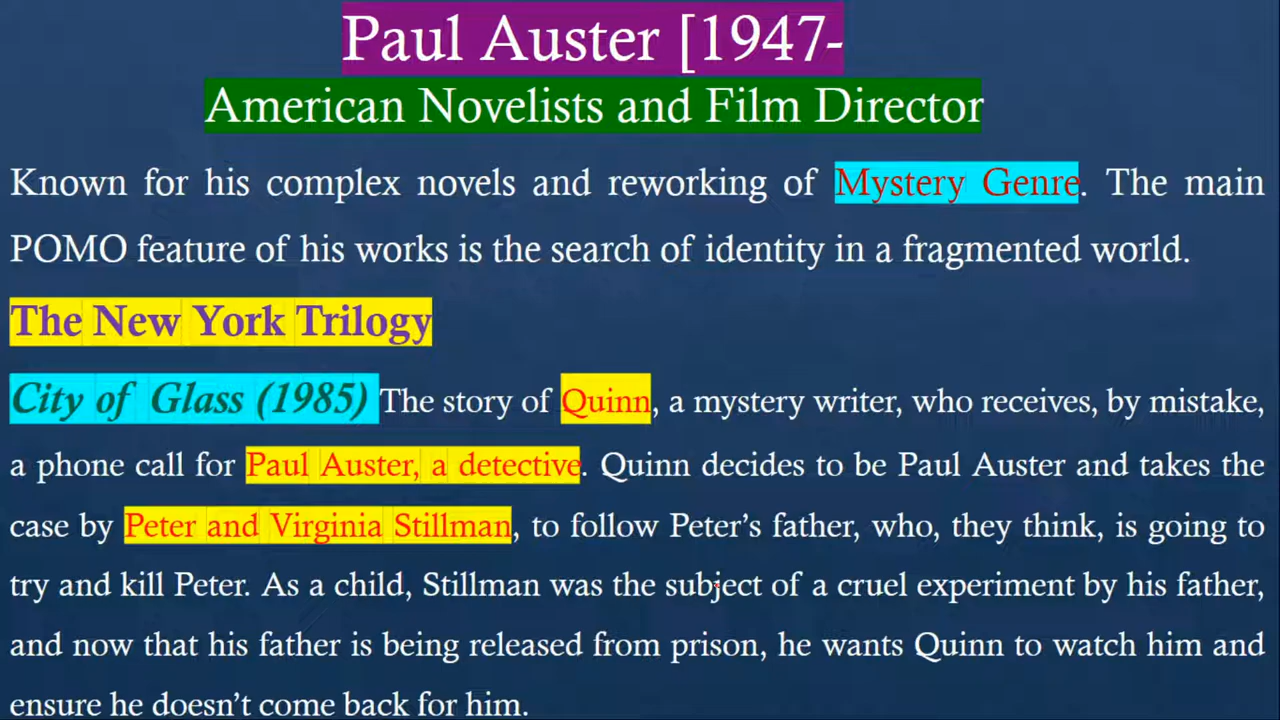 Paul Auster [1947-
American Novelists and Film Director
Known for his complex novels and reworking of Mystery Genre. The main
POMO feature of his works is the search of identity in a fragmented world.
The New York Trilogy
City of Glass (1985) The story of Quinn, a mystery writer, who receives, by mistake,
a phone call for Paul Auster, a detective. Quinn decides to be Paul Auster and takes the
case by Peter and Virginia Stillman, to follow Peter’s father, who, they think, is going to
try and kill Peter. As a child, Stillman was the subject of a cruel experiment by his father,
and now that his father is being released from prison, he wants Quinn to watch him and
ensure he doesn’t come back for him.